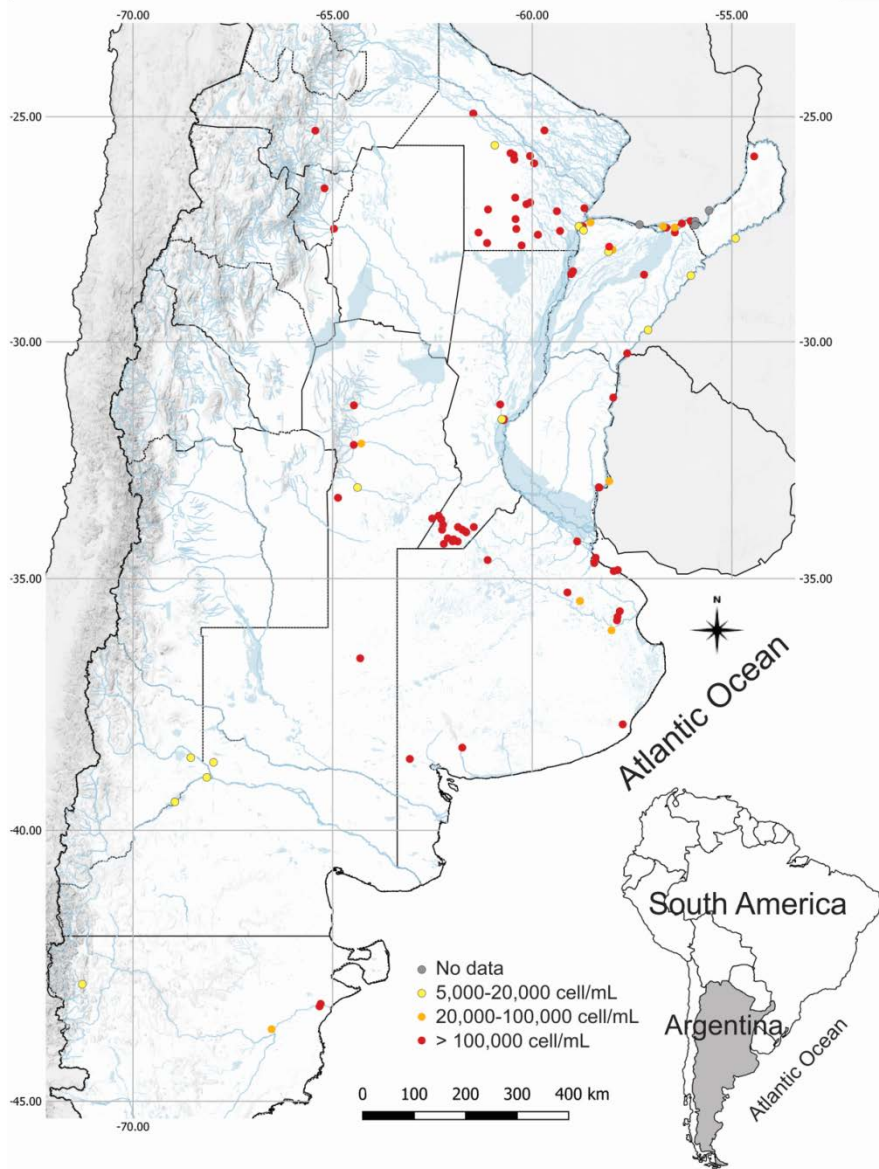 -70.00 -65.00 -60.00 -55.00
-25.00 -25.00
-30.00 -30.00
-35.00 -35.00
N
Atlantic Ocean
-40.00
South America
No data
5,000-20,000 cell/mL
20,000-100,000 cell/mL
> 100,000 cell/mL
Argentina
Atlantic Ocean
0 100 200 300 400 km
-45.00
-70.00